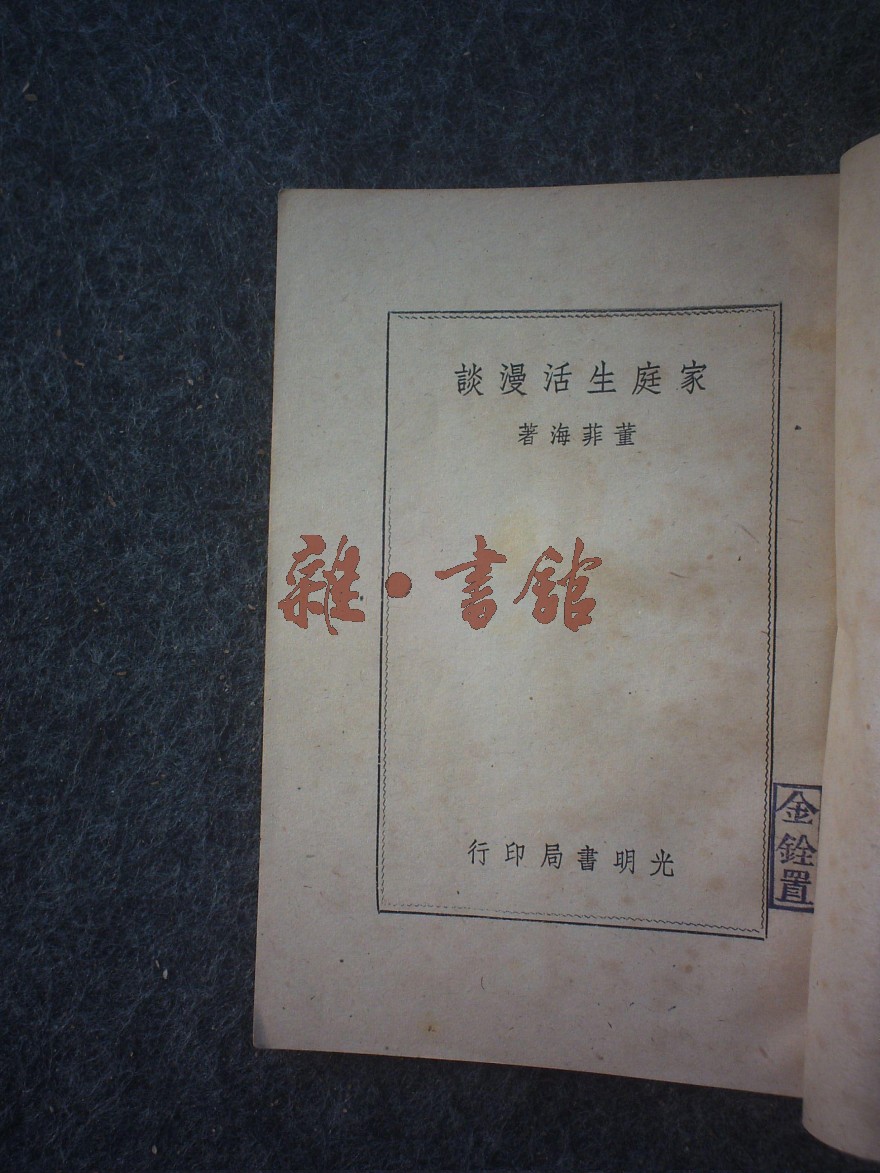 家庭生活漫談
董菲海著
雜·書館
光明書局印行
金銓置